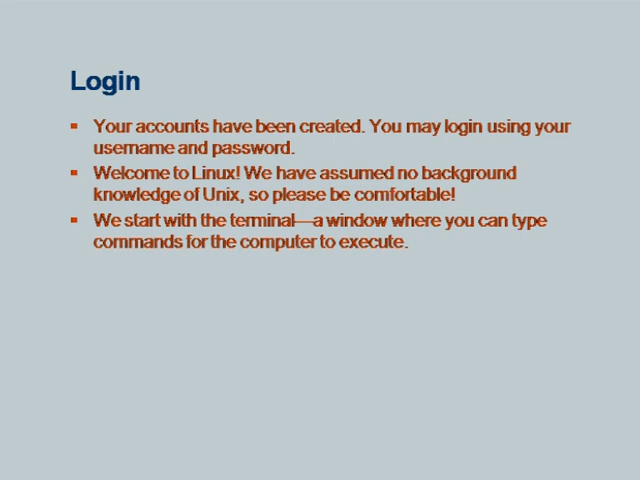 Login
▪ Your accounts have been created. You may login using your
username and password.
▪ Welcome to Linux! We have assumed no background
knowledge of Unix, so please be comfortable!
▪ We start with the terminal—a window where you can type
commands for the computer to execute.